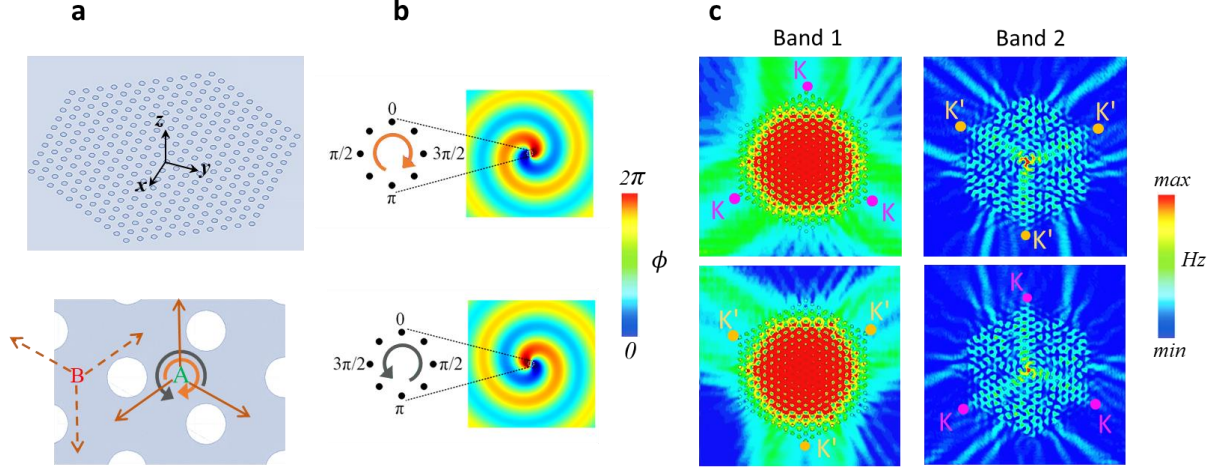 a
z
y
x
B
A
b
0
π/2
3π/2
π
0
3π/2
π/2
π
2π
ϕ
0
c
Band 1
Band 2
K
K
K
K'
K'
K'
K'
K'
K'
K
K
K
max
Hz
min